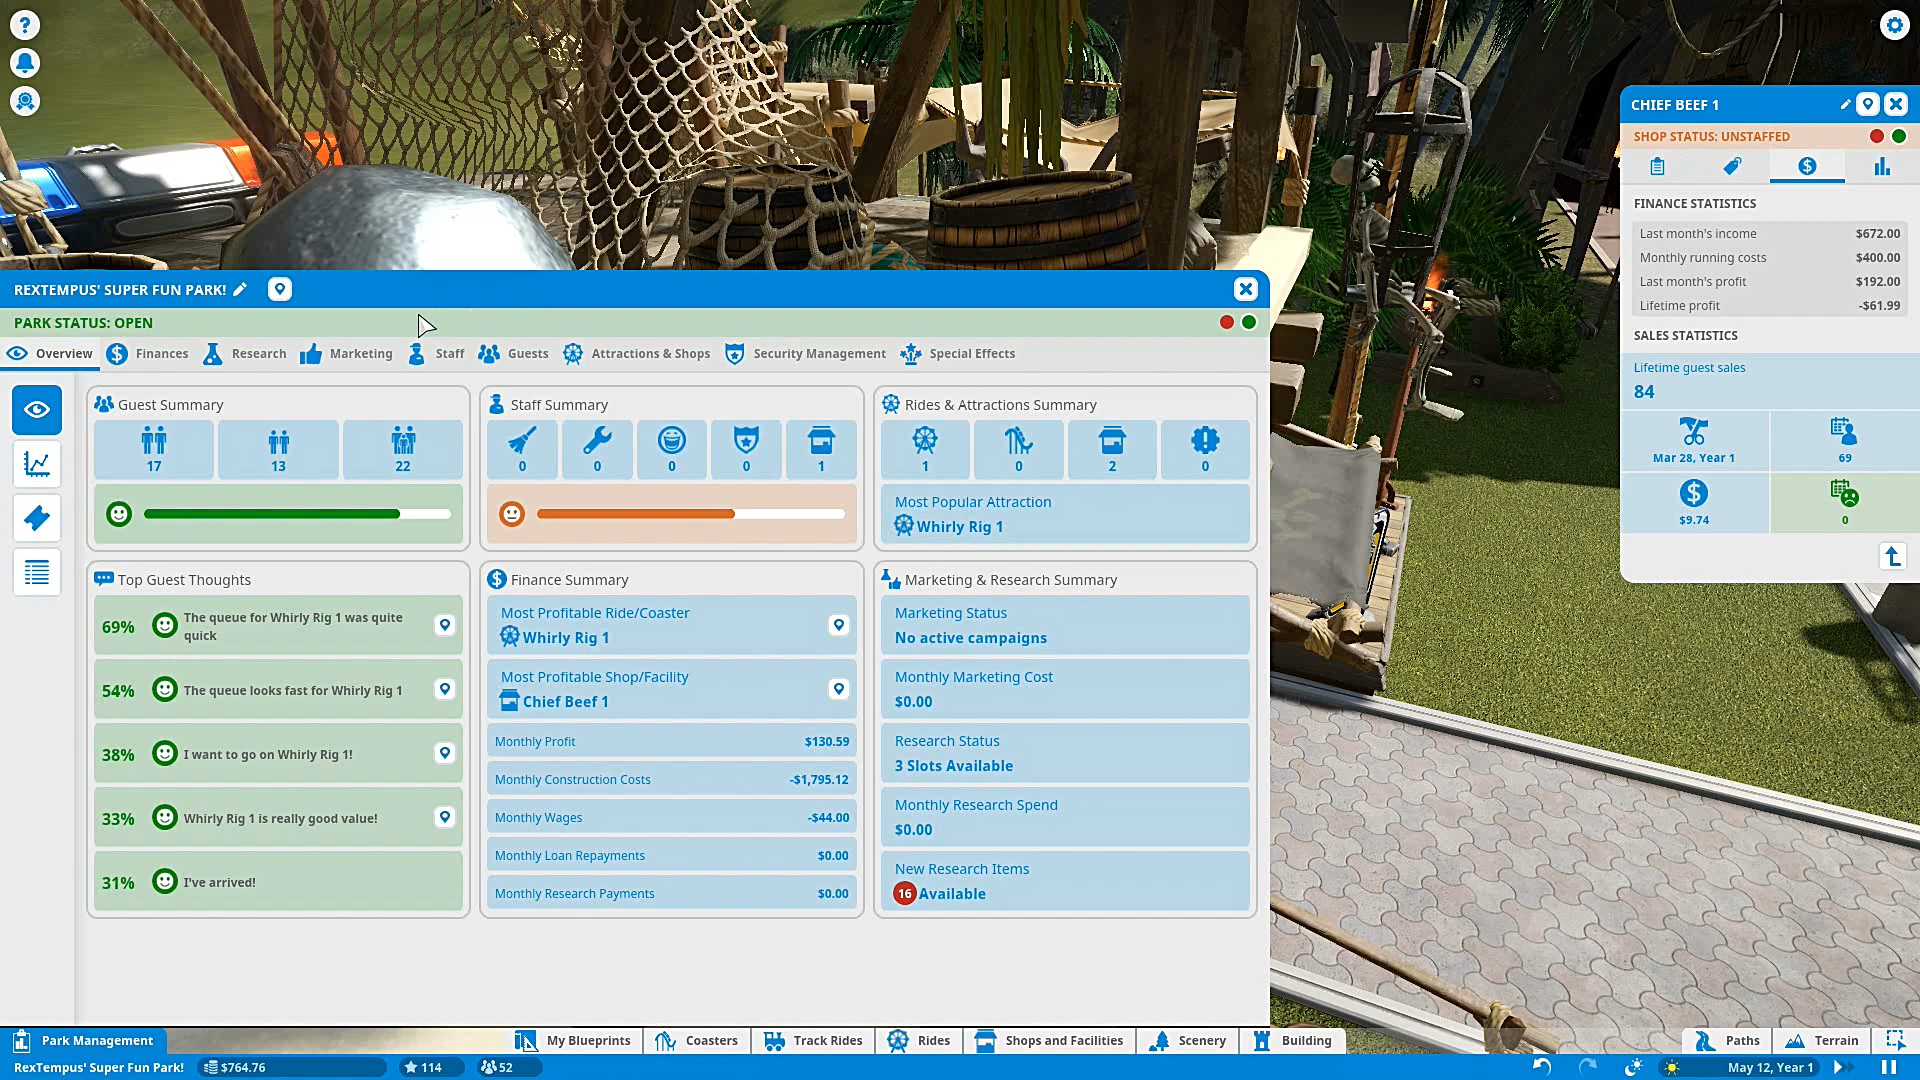 ?
CHIEF BEEF 1
SHOP STATUS: UNSTAFFED
FINANCE STATISTICS
Last month's income $672.00
Monthly running costs $400.00
Last month's profit $192.00
Lifetime profit -$61.99
SALES STATISTICS
Lifetime guest sales
84
Mar 28, Year 1
69
$9.74
0
REXTEMPUS' SUPER FUN PARK!
PARK STATUS: OPEN
Overview Finances Research Marketing Staff Guests Attractions & Shops Security Management Special Effects
Guest Summary
17 13 22
Staff Summary
0 0 0 0 1
Rides & Attractions Summary
1 0 2 0
Most Popular Attraction
Whirly Rig 1
Top Guest Thoughts
69% The queue for Whirly Rig 1 was quite
quick
54% The queue looks fast for Whirly Rig 1
38% I want to go on Whirly Rig 1!
33% Whirly Rig 1 is really good value!
31% I've arrived!
Finance Summary
Most Profitable Ride/Coaster
Whirly Rig 1
Most Profitable Shop/Facility
Chief Beef 1
Monthly Profit $130.59
Monthly Construction Costs -$1,795.12
Monthly Wages -$44.00
Monthly Loan Repayments $0.00
Monthly Research Payments $0.00
Marketing & Research Summary
Marketing Status
No active campaigns
Monthly Marketing Cost
$0.00
Research Status
3 Slots Available
Monthly Research Spend
$0.00
New Research Items
16 Available
Park Management My Blueprints Coasters Track Rides Rides Shops and Facilities Scenery Building Paths Terrain
RexTempus' Super Fun Park! $764.76 114 52 May 12, Year 1